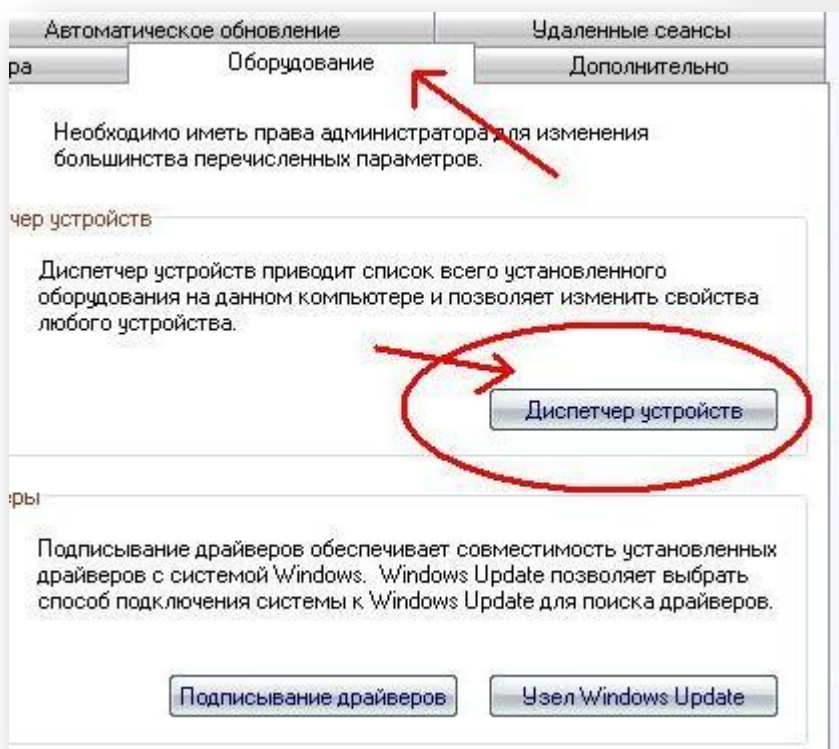 Автоматическое обновление Удаленные сеансы
ра Оборудование Дополнительно
Необходимо иметь права администратора для изменения
большинства перечисленных параметров.
чер устройств
Диспетчер устройств приводит список всего установленного
оборудования на данном компьютере и позволяет изменить свойства
любого устройства.
Диспетчер устройств
еры
Подписывание драйверов обеспечивает совместимость установленных
драйверов с системой Windows. Windows Update позволяет выбрать
способ подключения системы к Windows Update для поиска драйверов.
Подписывание драйверов Узел Windows Update